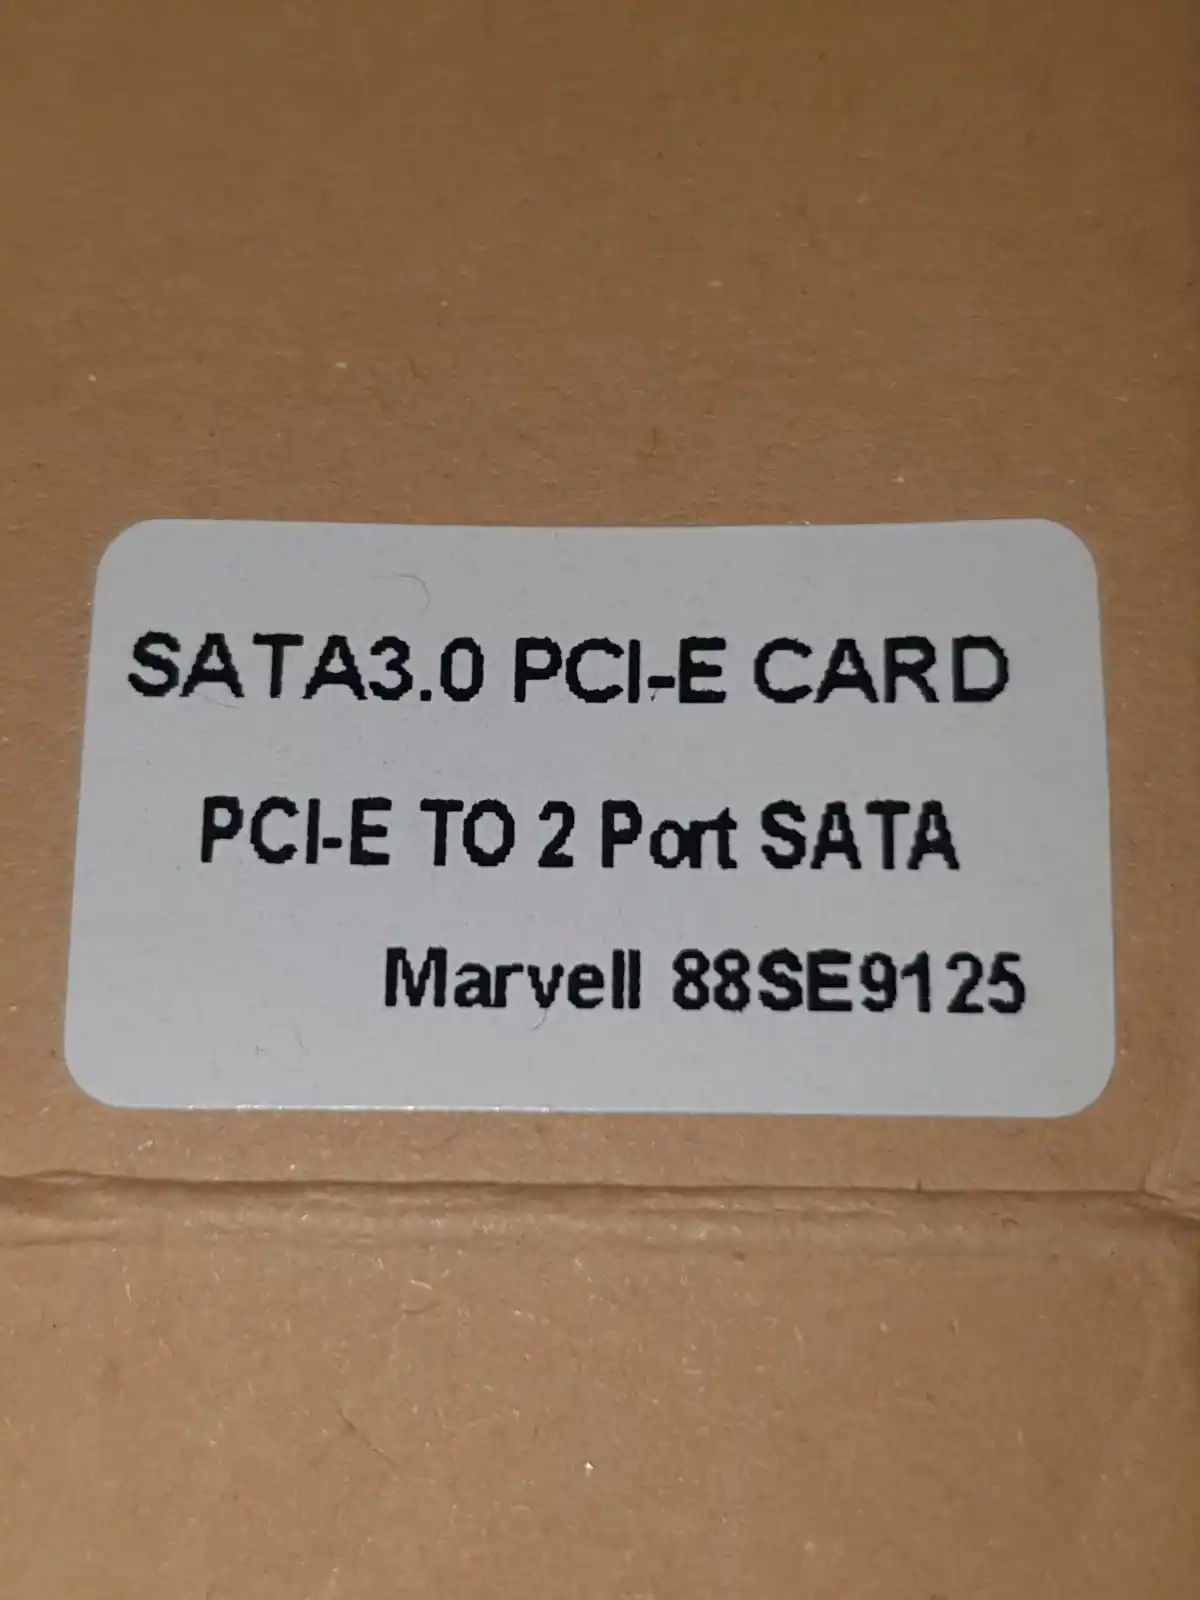 SATA3.0 PCI-E CARD
PCI-E TO 2 Port SATA
Marvell 88SE9125